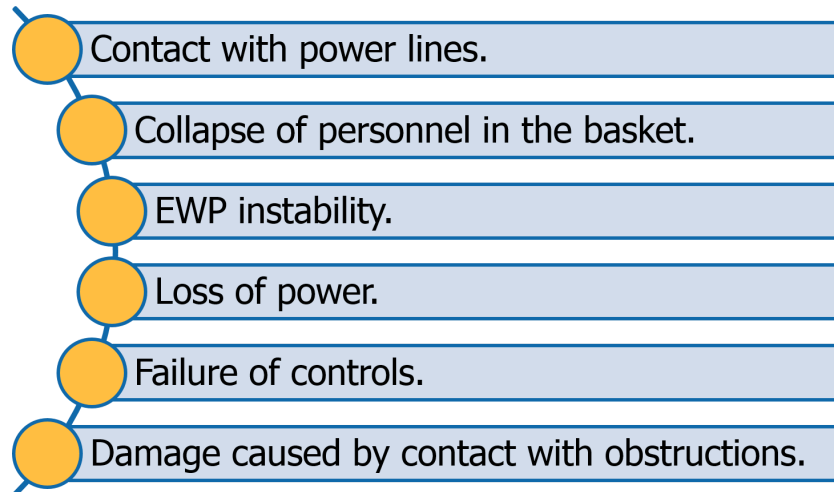 Contact with power lines.
Collapse of personnel in the basket.
EWP instability.
Loss of power.
Failure of controls.
Damage caused by contact with obstructions.